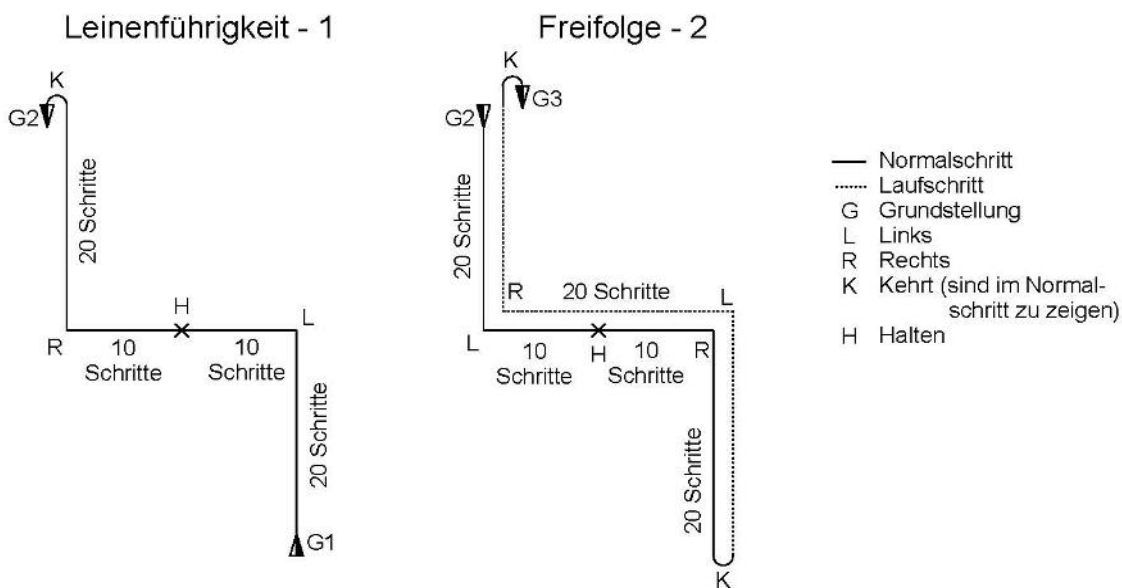 Leinenführigkeit - 1
K
G2
20 Schritte
H
L
R
10
Schritte
10
Schritte
20 Schritte
G1
Freifolge - 2
K
G3
G2
20 Schritte
R
20 Schritte
L
L
10
Schritte
H
10
Schritte
R
20 Schritte
K
Normalschritt
Laufschritt
G Grundstellung
L Links
R Rechts
K Kehrt (sind im Normal-
schritt zu zeigen)
H Halten